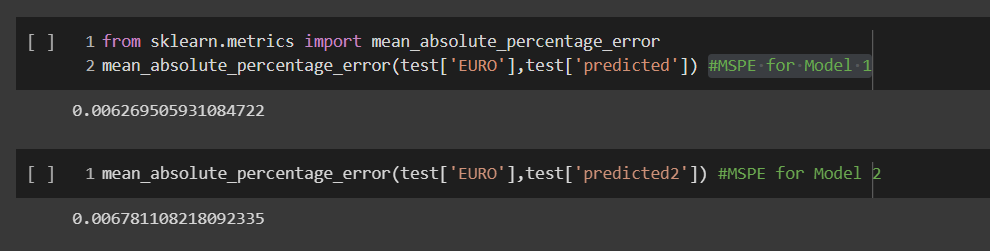 [ ] 1 from sklearn.metrics import mean_absolute_percentage_error
2 mean_absolute_percentage_error(test['EURO'],test['predicted']) #MSPE for Model 1
0.006269505931084722
[ ] 1 mean_absolute_percentage_error(test['EURO'],test['predicted2']) #MSPE for Model 2
0.006781108218092335